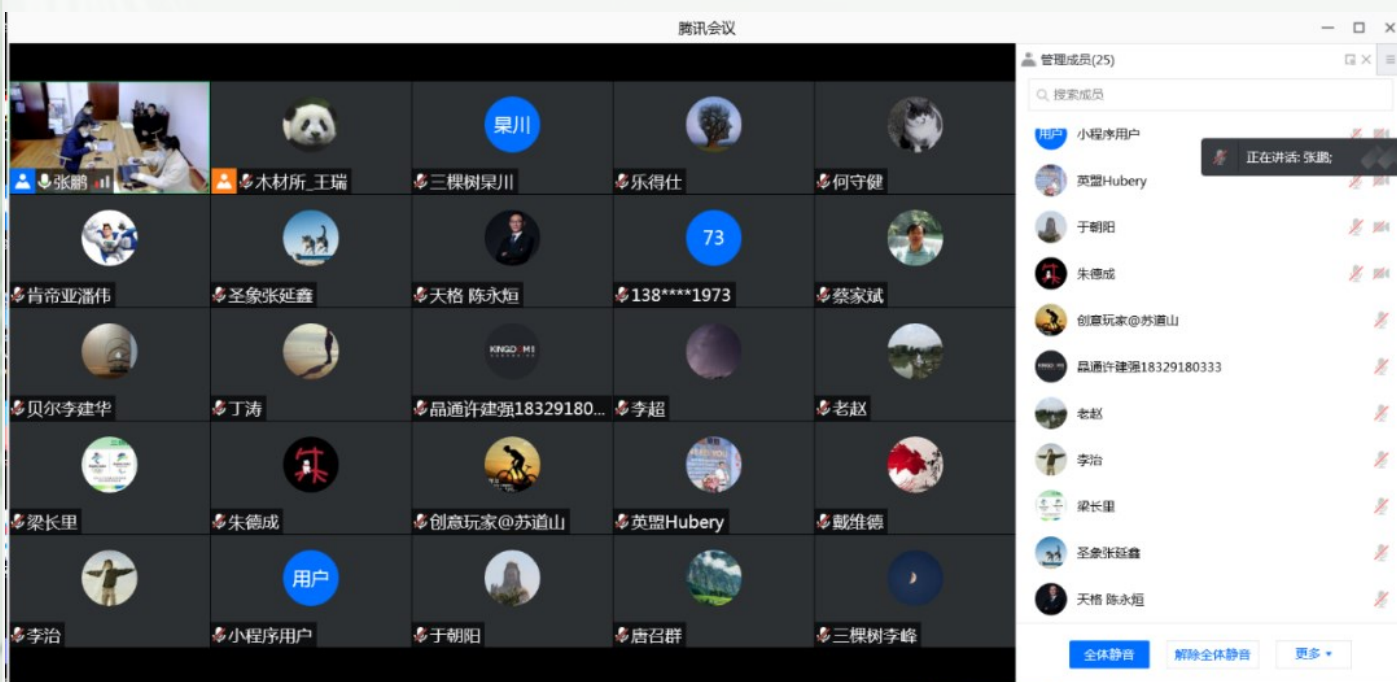 腾讯会议
张鹏
木材所_王瑞
杲川
三棵树杲川
乐得仕
何守健
肯帝亚潘伟
圣象张延鑫
天格 陈永烜
73
138****1973
蔡家斌
贝尔李建华
丁涛
KINGDOM
晶通许建强18329180...
李超
老赵
梁长里
朱
朱德成
创意玩家@苏道山
英盟Hubery
戴维德
李治
用户
小程序用户
于朝阳
唐召群
三棵树李峰
管理成员(25)
搜索成员
用户
小程序用户
正在讲话: 张鹏;
英盟Hubery
于朝阳
朱德成
创意玩家@苏道山
晶通许建强18329180333
老赵
李治
梁长里
圣象张延鑫
天格 陈永烜
全体静音
解除全体静音
更多